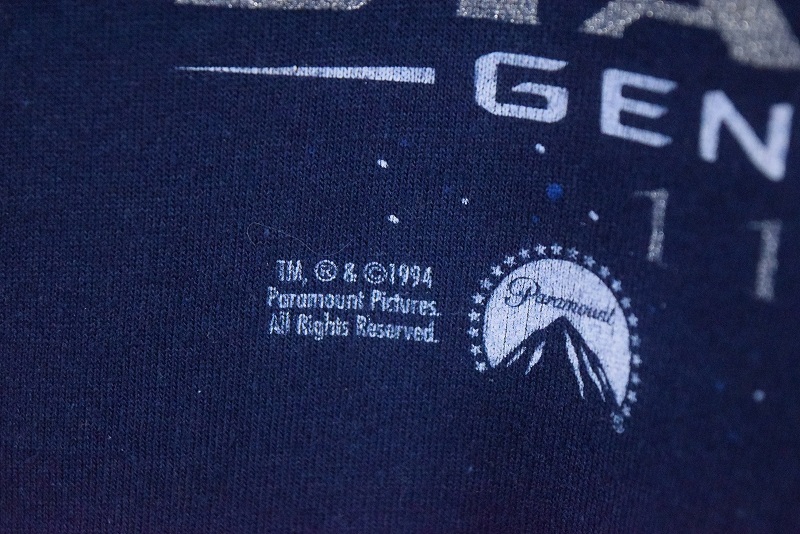 GEN
TM, ® & ©1994
Paramount Pictures.
All Rights Reserved.
Paramount